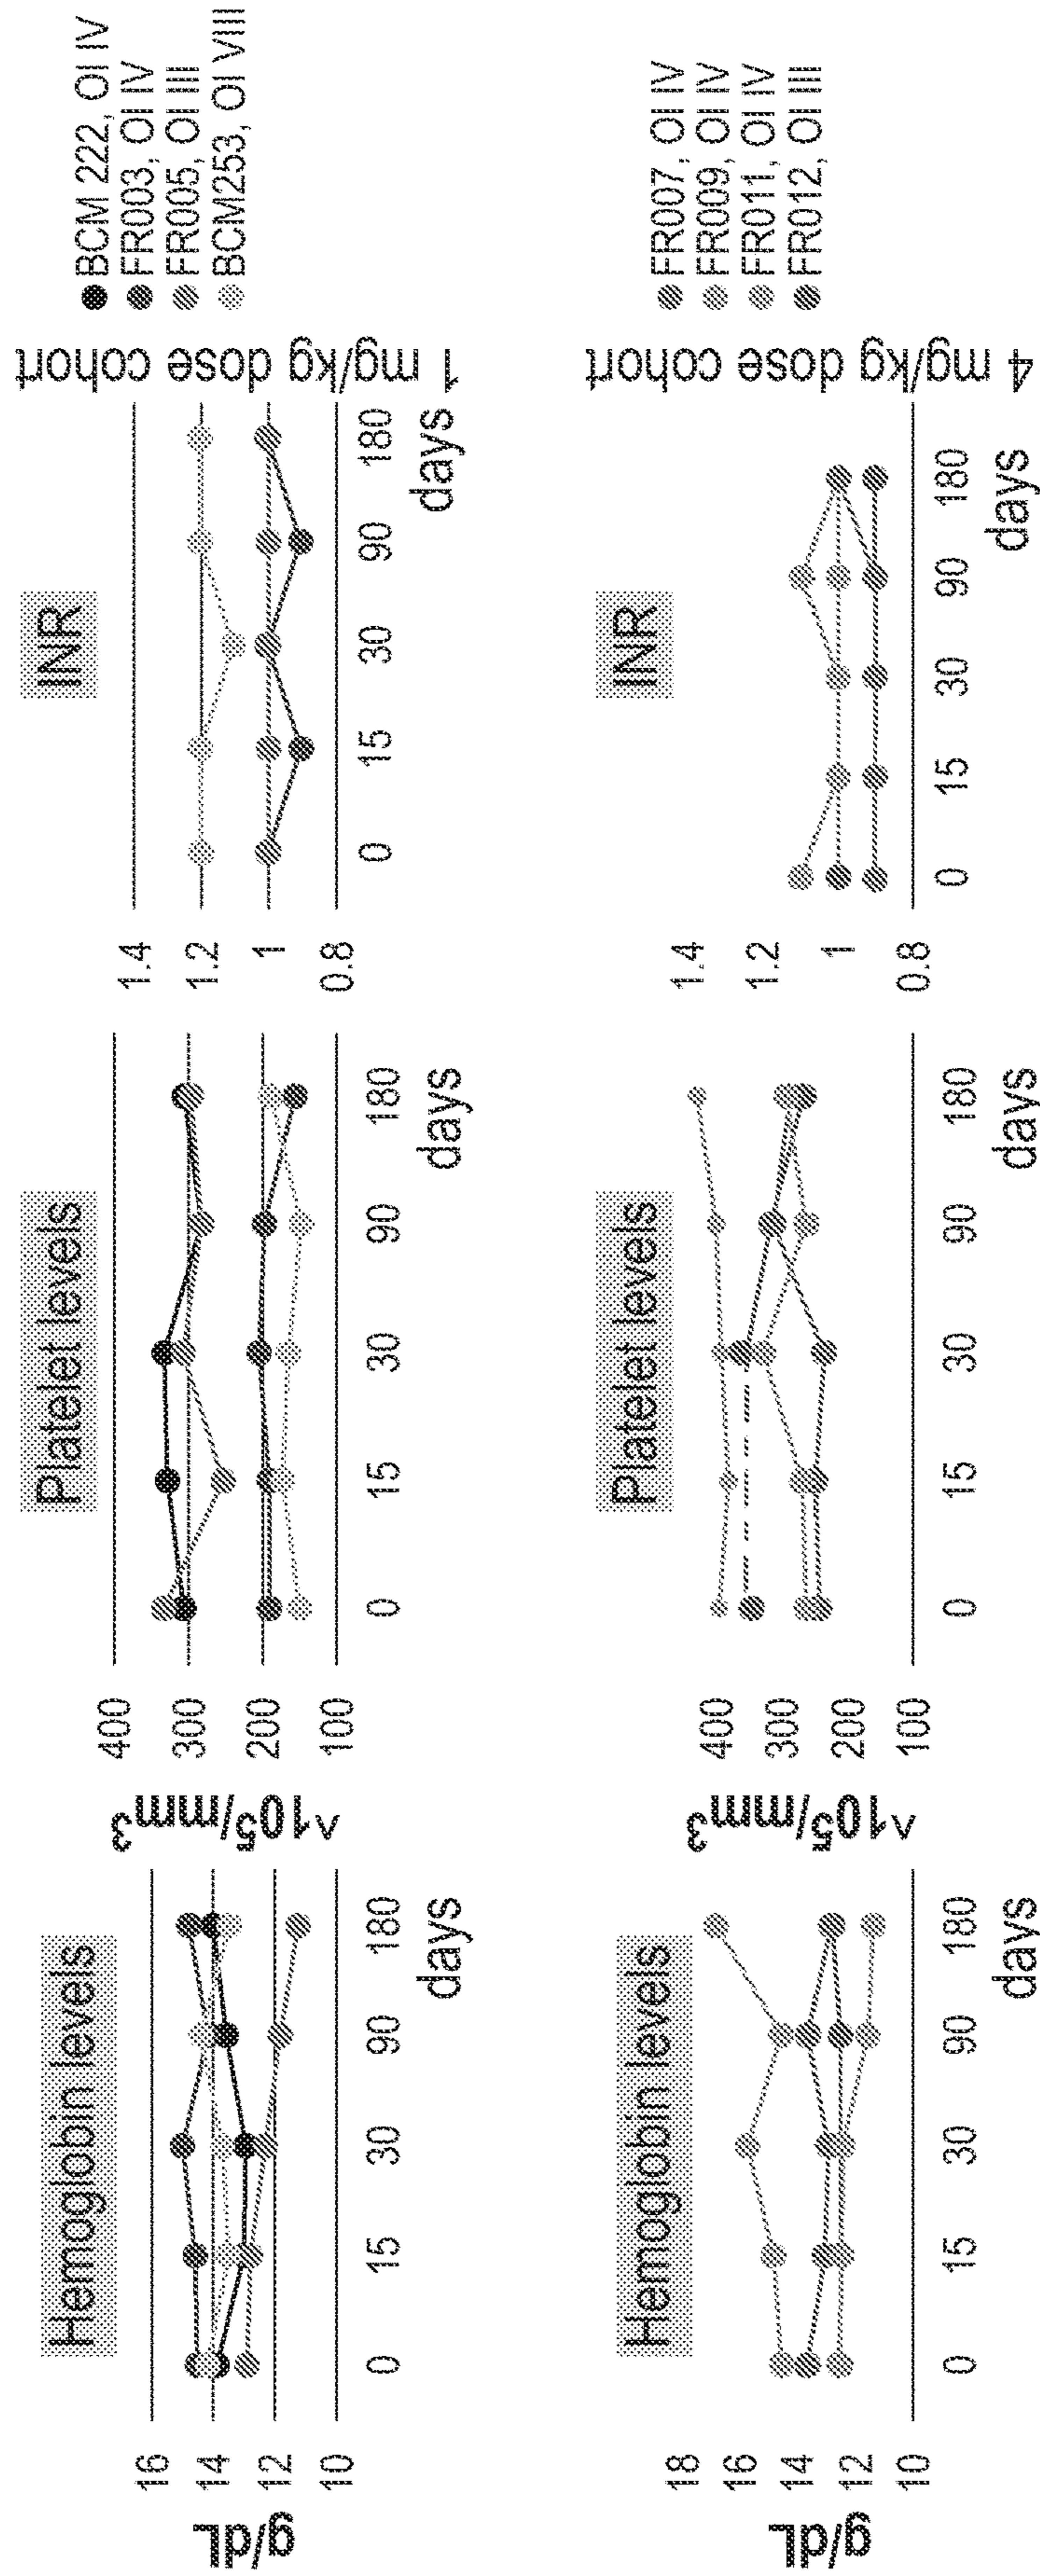 Hemoglobin levels
g/dL
16
14
12
10
0 15 30 90 180
days
Platelet levels
^10⁵/mm³
400
300
200
100
0 15 30 90 180
days
INR
1.4
1.2
1
0.8
0 15 30 90 180
days
1 mg/kg dose cohort
BCM 222, OI IV
FR003, OI IV
FR005, OI III
BCM253, OI VIII
Hemoglobin levels
g/dL
18
16
14
12
10
0 15 30 90 180
days
Platelet levels
^10⁵/mm³
400
300
200
100
0 15 30 90 180
days
INR
1.4
1.2
1
0.8
0 15 30 90 180
days
4 mg/kg dose cohort
FR007, OI IV
FR009, OI IV
FR011, OI IV
FR012, OI III